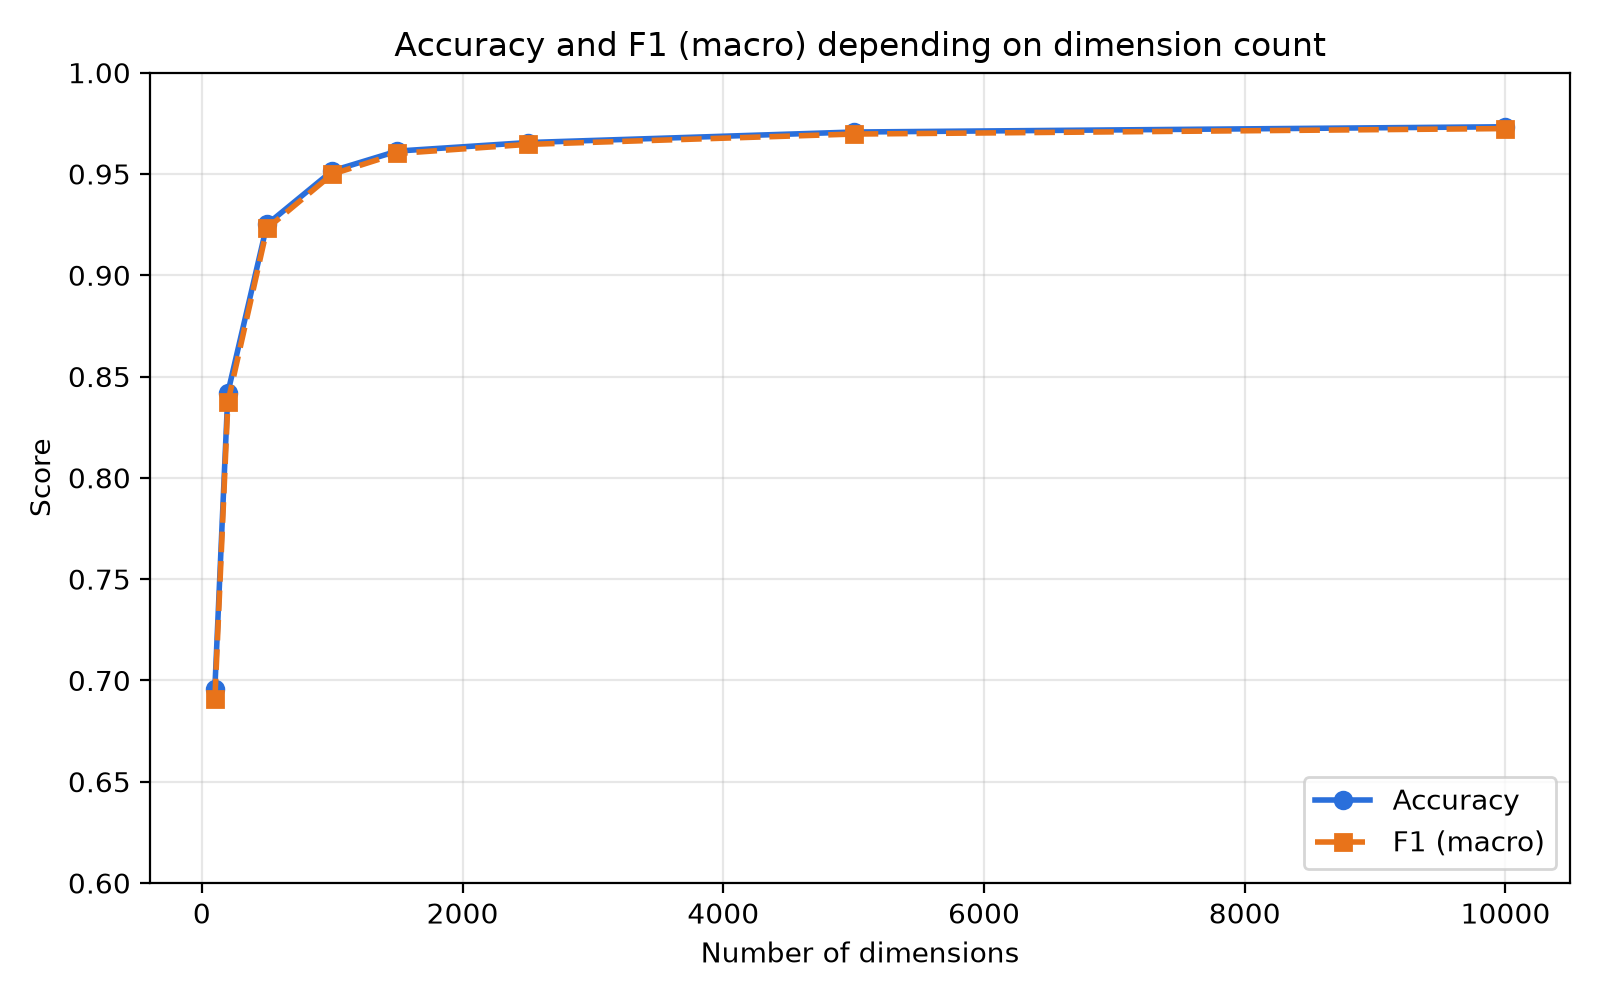 Accuracy and F1 (macro) depending on dimension count
1.00
0.95
0.90
0.85
0.80
0.75
0.70
0.65
0.60
Score
0 2000 4000 6000 8000 10000
Number of dimensions
Accuracy
F1 (macro)